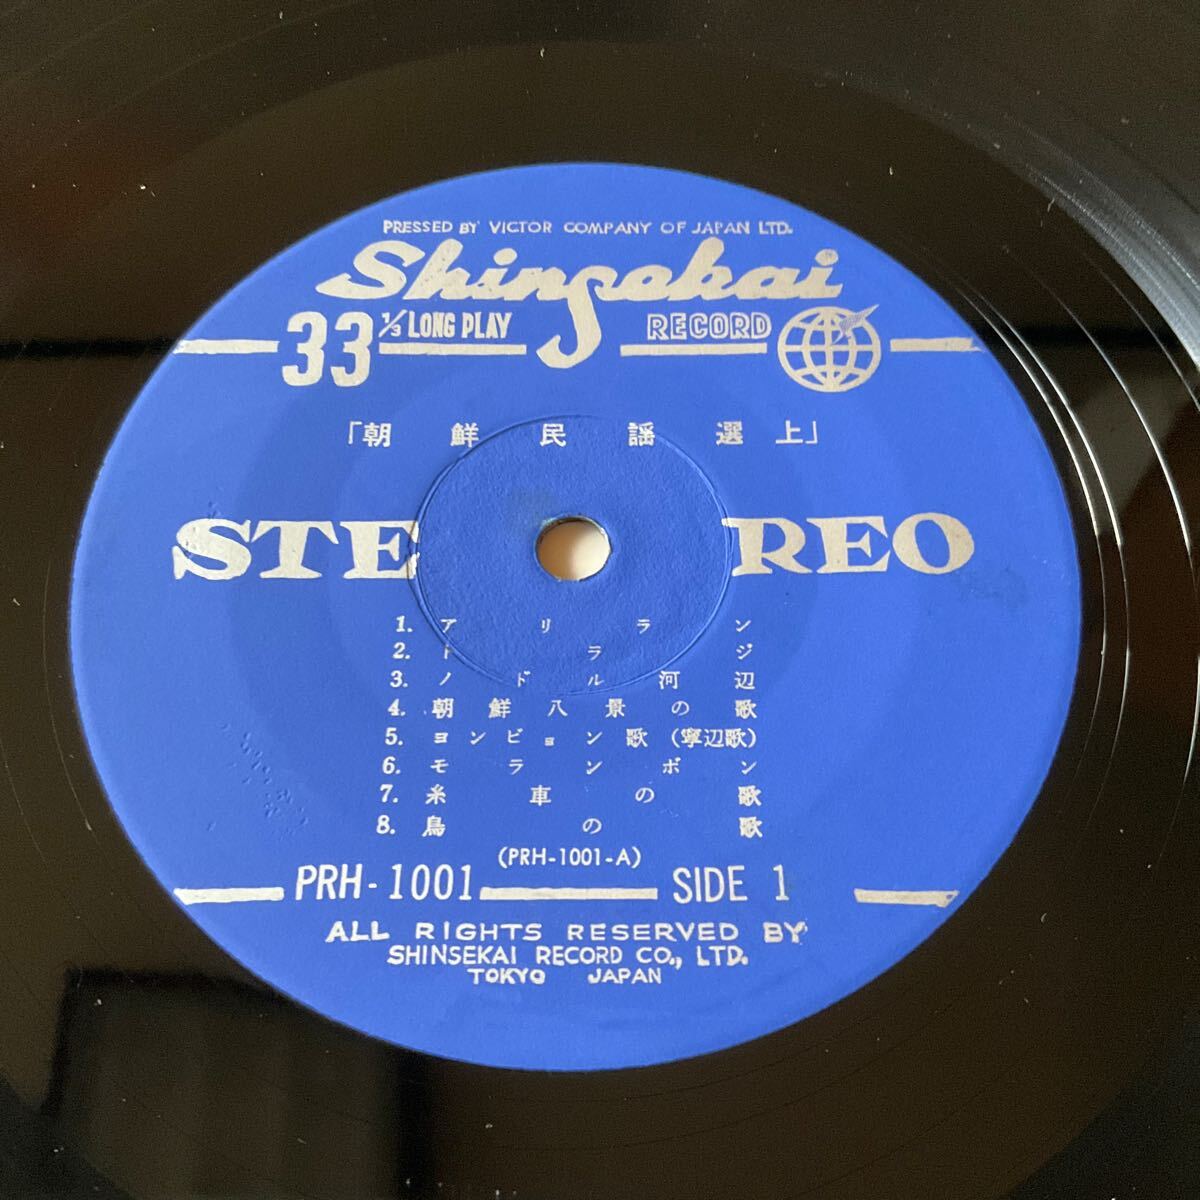 PRESSED BY VICTOR COMPANY OF JAPAN LTD.
Shinsekai
33 1/3 LONG PLAY RECORD
「朝鮮民謡選上」
STEREO
1. アリラン
2. トラジ
3. ノドル河辺
4. 朝鮮八景の歌
5. ヨンビョン歌(寧辺歌)
6. モランボン
7. 糸車の歌
8. 鳥の歌
(PRH-1001-A)
PRH-1001 SIDE 1
ALL RIGHTS RESERVED BY
SHINSEKAI RECORD CO., LTD.
TOKYO JAPAN